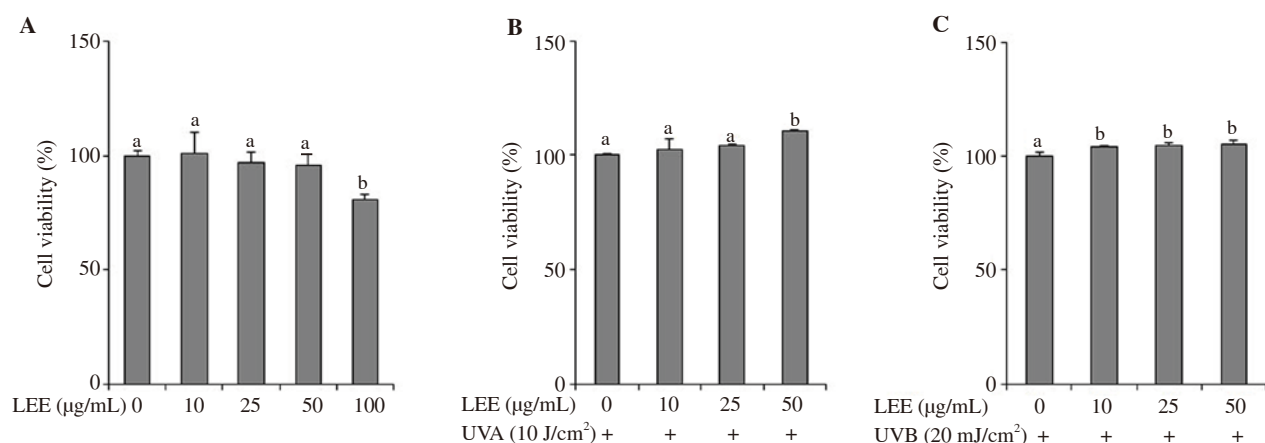 A
150
100
50
0
Cell viability (%)
a
a
a
a
b
LEE (μg/mL) 0 10 25 50 100
B
150
100
50
0
Cell viability (%)
a
a
a
b
LEE (μg/mL) 0 10 25 50
UVA (10 J/cm²) + + + +
C
150
100
50
0
Cell viability (%)
a
b
b
b
LEE (μg/mL) 0 10 25 50
UVB (20 mJ/cm²) + + + +